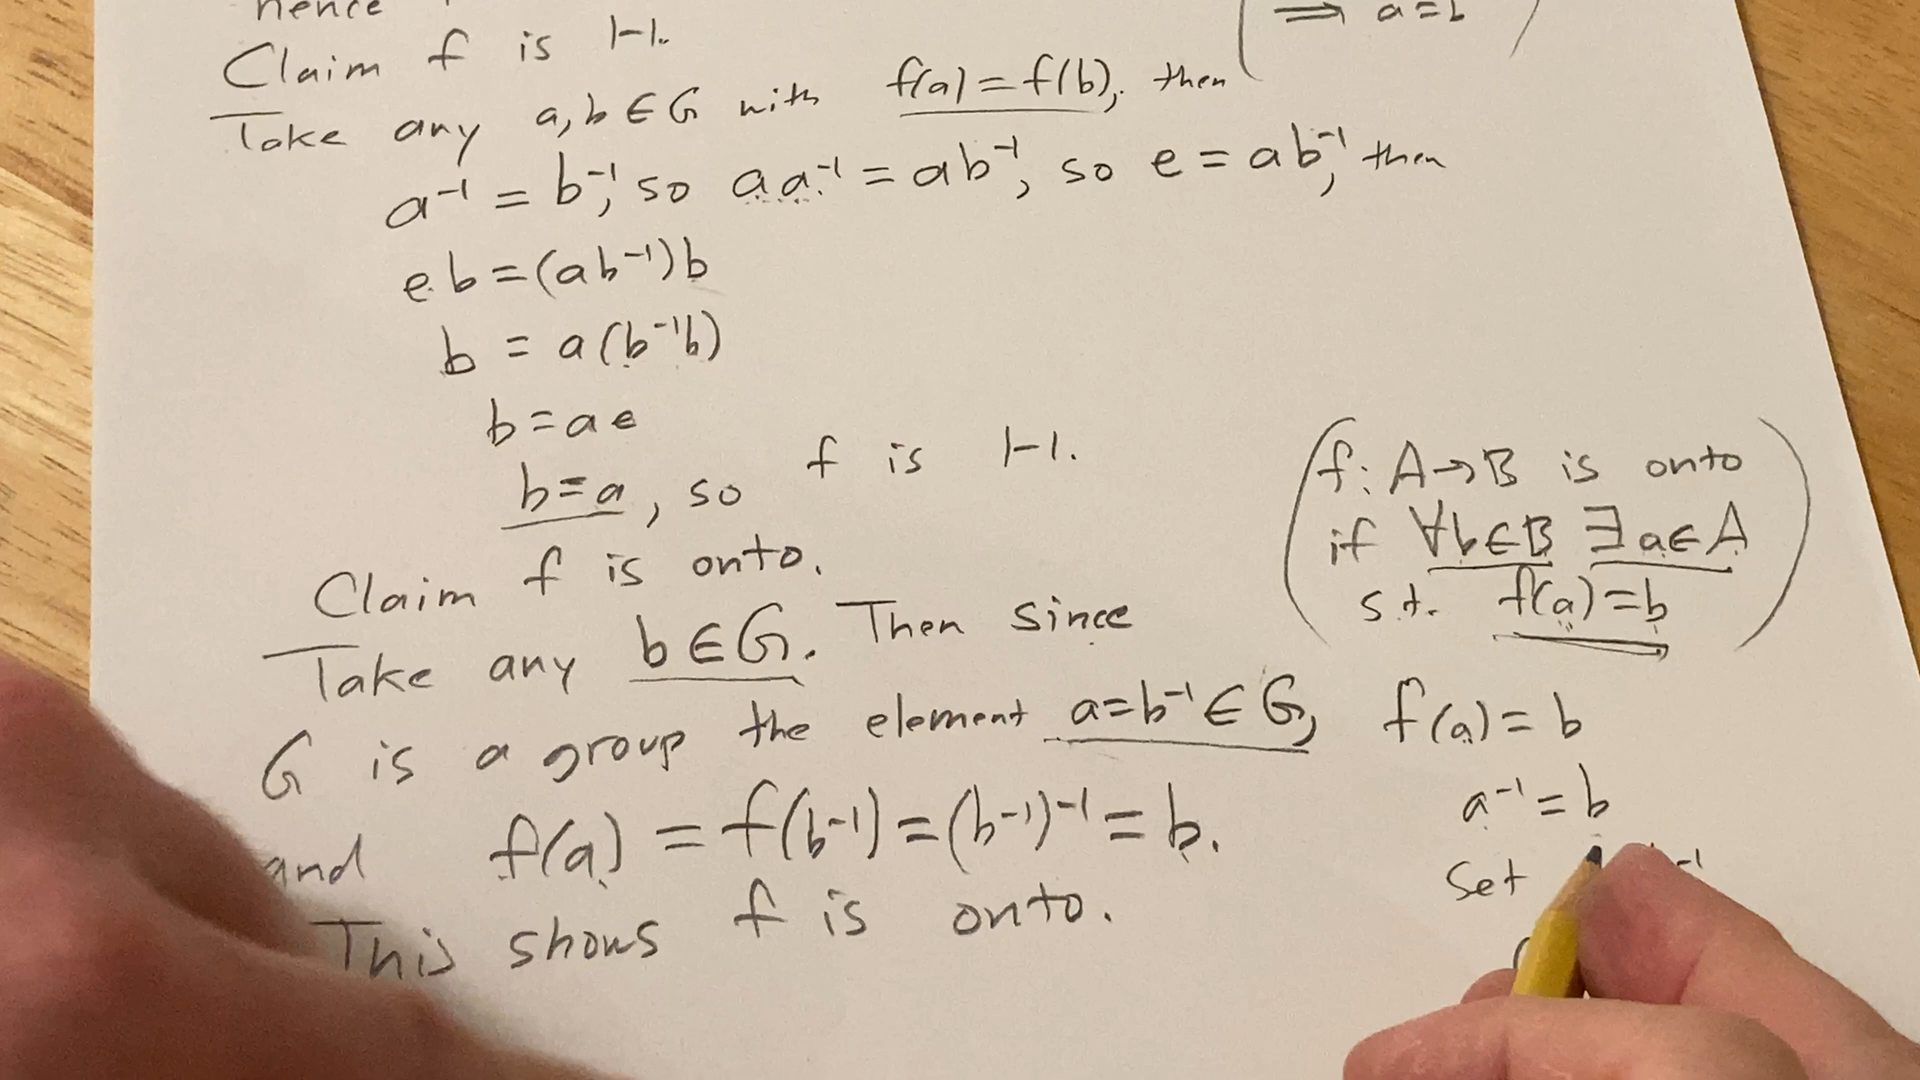 hence
⟹ a=b
Claim f is 1-1.
Take any a,b∈G with f(a)=f(b), then
a⁻¹ = b⁻¹, so aa⁻¹ = ab⁻¹, so e = ab⁻¹, then
eb=(ab⁻¹)b
b = a(b⁻¹b)
b=ae
b=a, so f is 1-1.
Claim f is onto.
Take any b∈G. Then since
G is a group the element a=b⁻¹∈G,
and f(a) = f(b⁻¹) = (b⁻¹)⁻¹ = b.
This shows f is onto.
(f: A→B is onto
if ∀b∈B ∃a∈A
s.t. f(a)=b)
f(a)=b
a⁻¹=b
Set